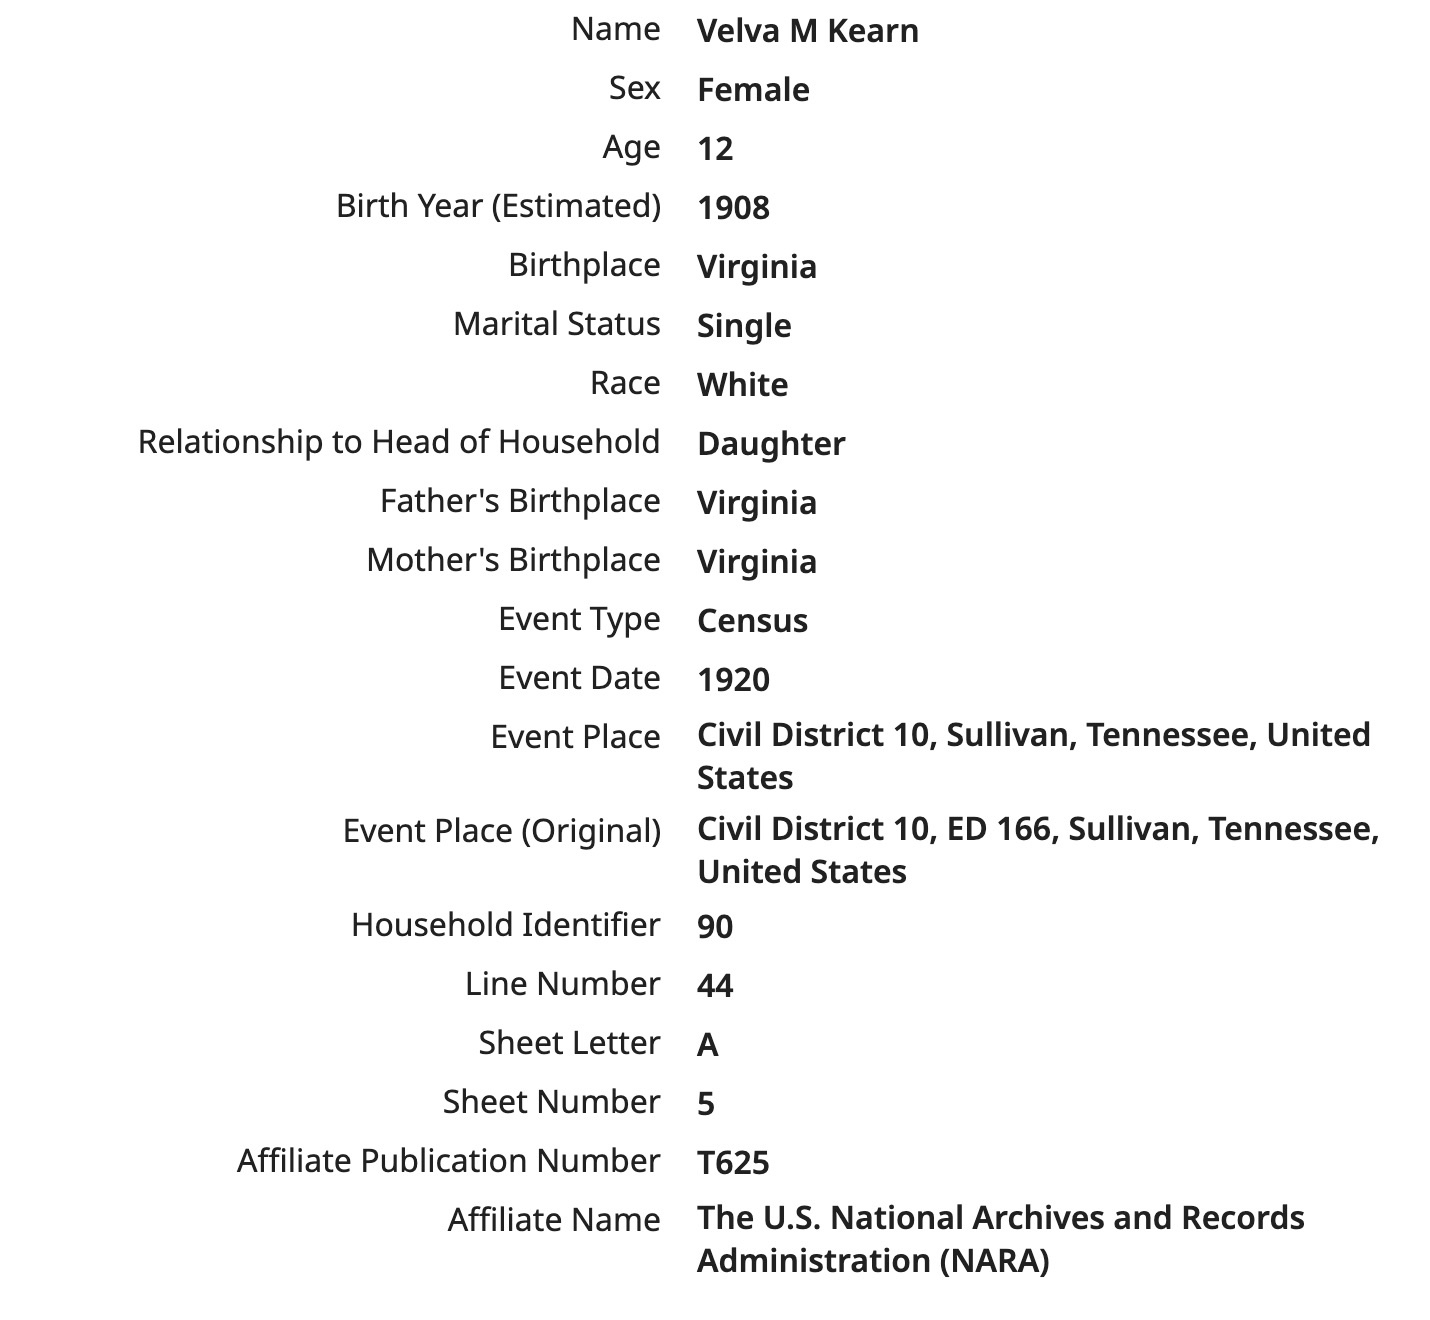 Name Velva M Kearn
Sex Female
Age 12
Birth Year (Estimated) 1908
Birthplace Virginia
Marital Status Single
Race White
Relationship to Head of Household Daughter
Father's Birthplace Virginia
Mother's Birthplace Virginia
Event Type Census
Event Date 1920
Event Place Civil District 10, Sullivan, Tennessee, United
States
Event Place (Original) Civil District 10, ED 166, Sullivan, Tennessee,
United States
Household Identifier 90
Line Number 44
Sheet Letter A
Sheet Number 5
Affiliate Publication Number T625
Affiliate Name The U.S. National Archives and Records
Administration (NARA)